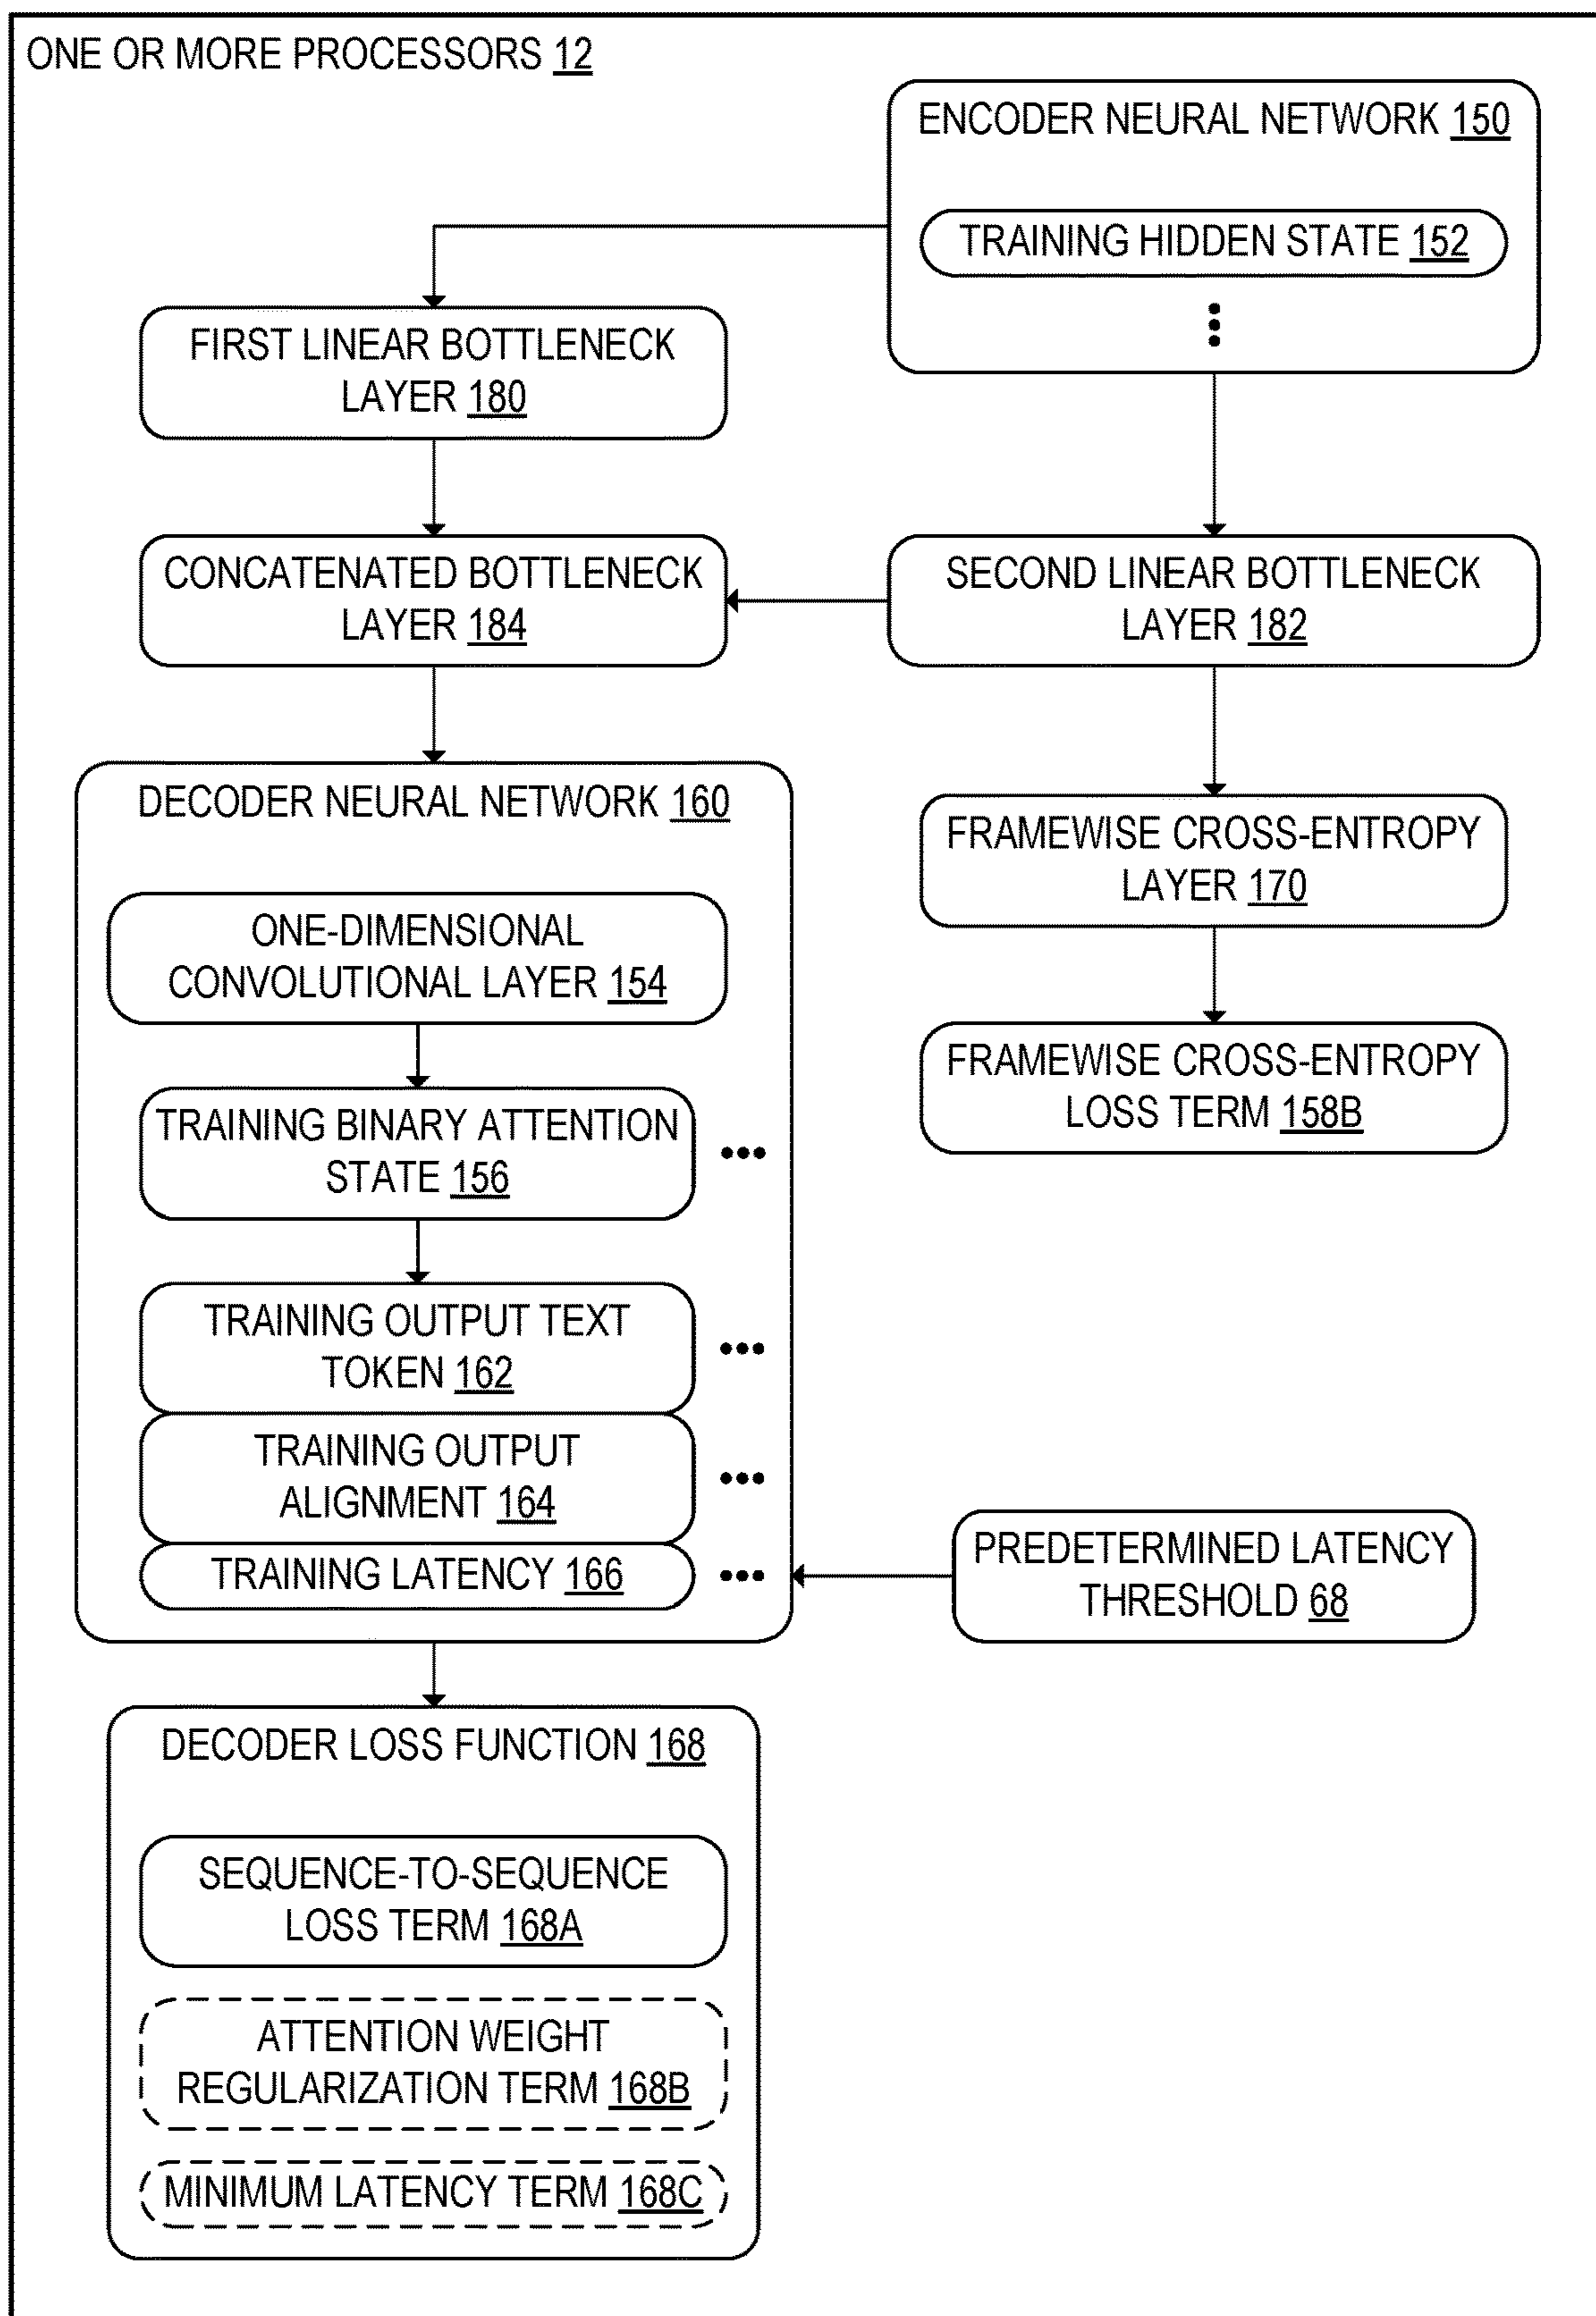 ONE OR MORE PROCESSORS 12
ENCODER NEURAL NETWORK 150
TRAINING HIDDEN STATE 152
FIRST LINEAR BOTTLENECK
LAYER 180
CONCATENATED BOTTLENECK
LAYER 184
SECOND LINEAR BOTTLENECK
LAYER 182
DECODER NEURAL NETWORK 160
ONE-DIMENSIONAL
CONVOLUTIONAL LAYER 154
TRAINING BINARY ATTENTION
STATE 156
TRAINING OUTPUT TEXT
TOKEN 162
TRAINING OUTPUT
ALIGNMENT 164
TRAINING LATENCY 166
FRAMEWISE CROSS-ENTROPY
LAYER 170
FRAMEWISE CROSS-ENTROPY
LOSS TERM 158B
PREDETERMINED LATENCY
THRESHOLD 68
DECODER LOSS FUNCTION 168
SEQUENCE-TO-SEQUENCE
LOSS TERM 168A
ATTENTION WEIGHT
REGULARIZATION TERM 168B
MINIMUM LATENCY TERM 168C